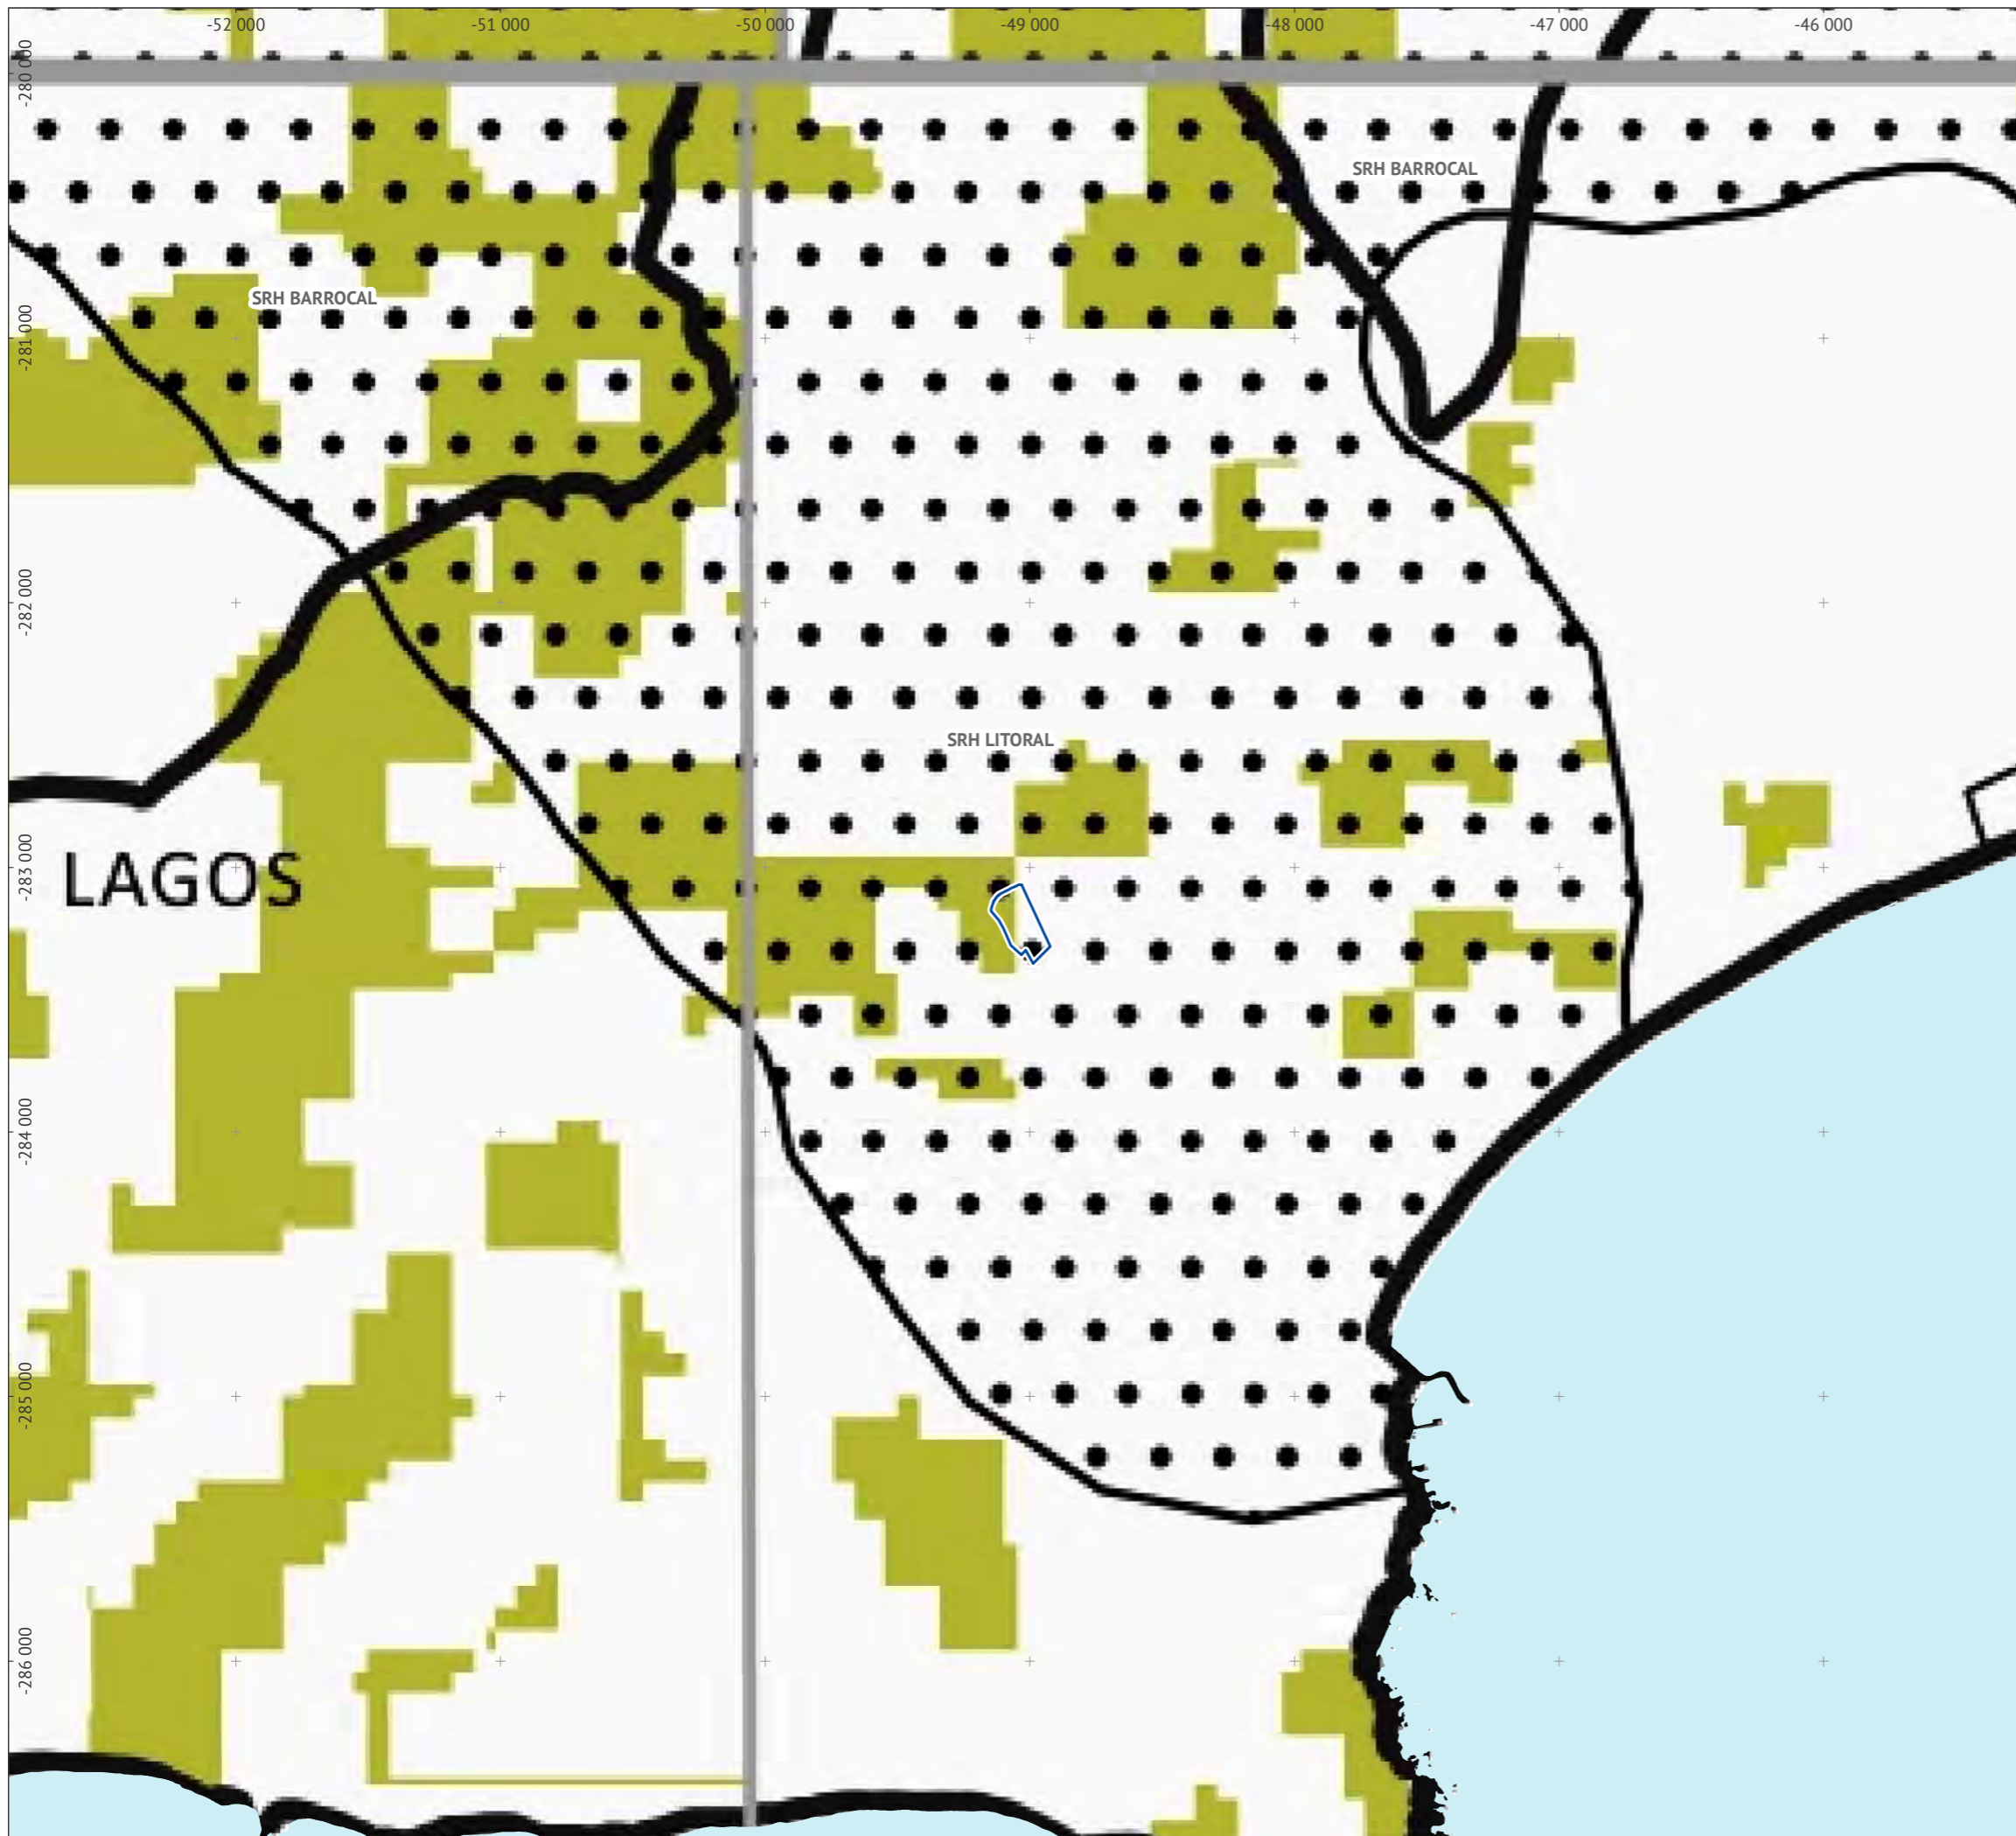 -52 000 -51 000 -50 000 -49 000 -48 000 -47 000 -46 000
-280 000
SRH BARROCAL
SRH BARROCAL
-281 000
-282 000
SRH LITORAL
LAGOS
-283 000
-284 000
-285 000
-286 000